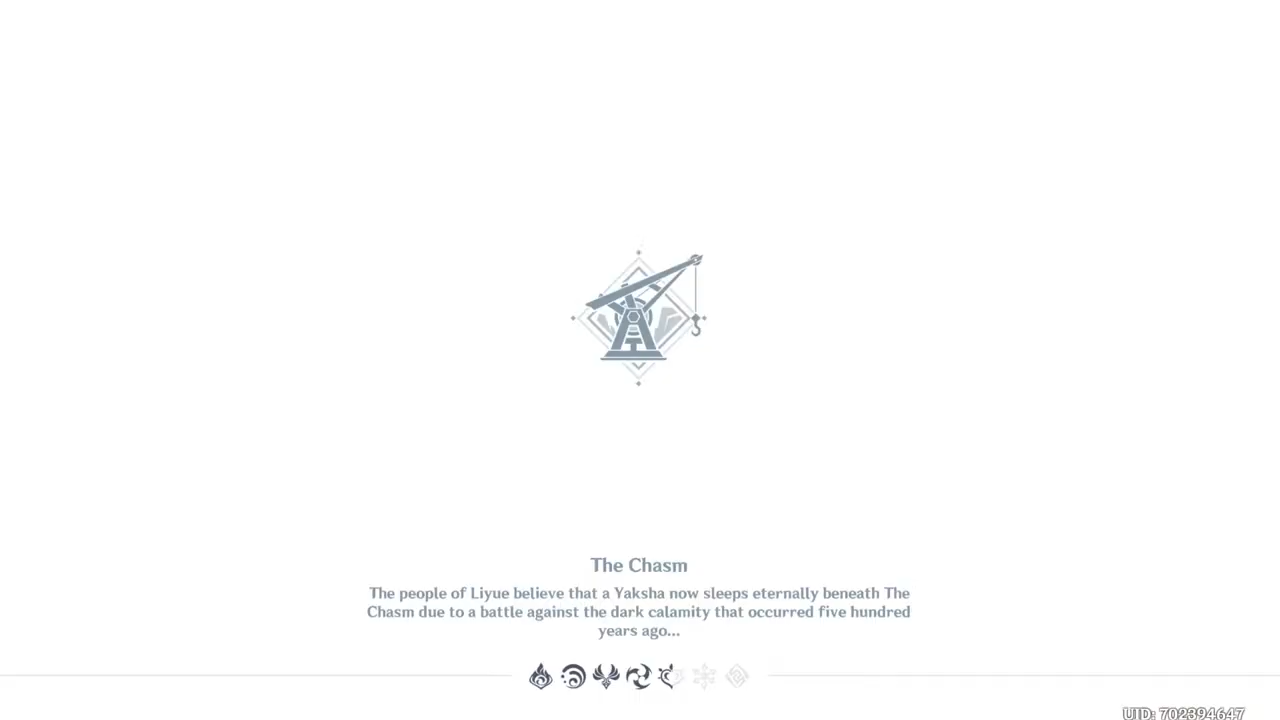 The Chasm
The people of Liyue believe that a Yaksha now sleeps eternally beneath The
Chasm due to a battle against the dark calamity that occurred five hundred
years ago...
UID: 702394647